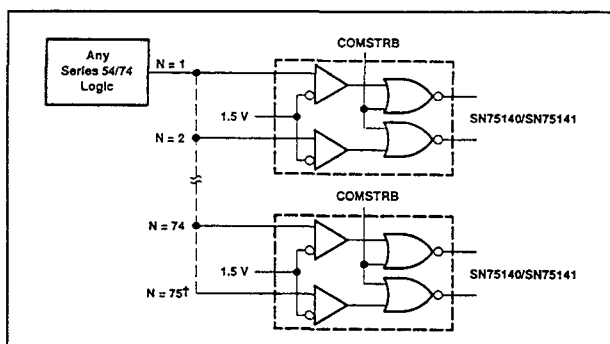 COMSTRB
Any
Series 54/74
Logic
N = 1
1.5 V
SN75140/SN75141
N = 2
COMSTRB
N = 74
1.5 V
SN75140/SN75141
N = 75†